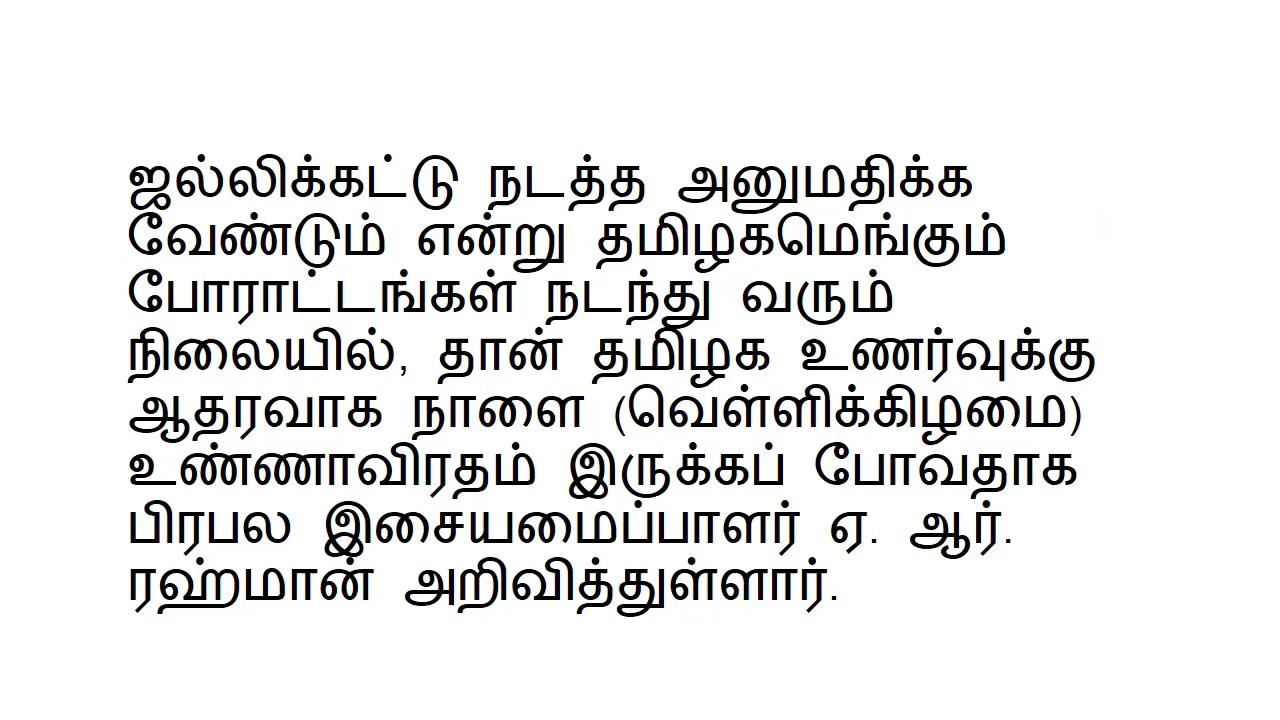 ஜல்லிக்கட்டு நடத்த அனுமதிக்க
வேண்டும் என்று தமிழகமெங்கும்
போராட்டங்கள் நடந்து வரும்
நிலையில், தான் தமிழக உணர்வுக்கு
ஆதரவாக நாளை (வெள்ளிக்கிழமை)
உண்ணாவிரதம் இருக்கப் போவதாக
பிரபல இசையமைப்பாளர் ஏ. ஆர்.
ரஹ்மான் அறிவித்துள்ளார்.